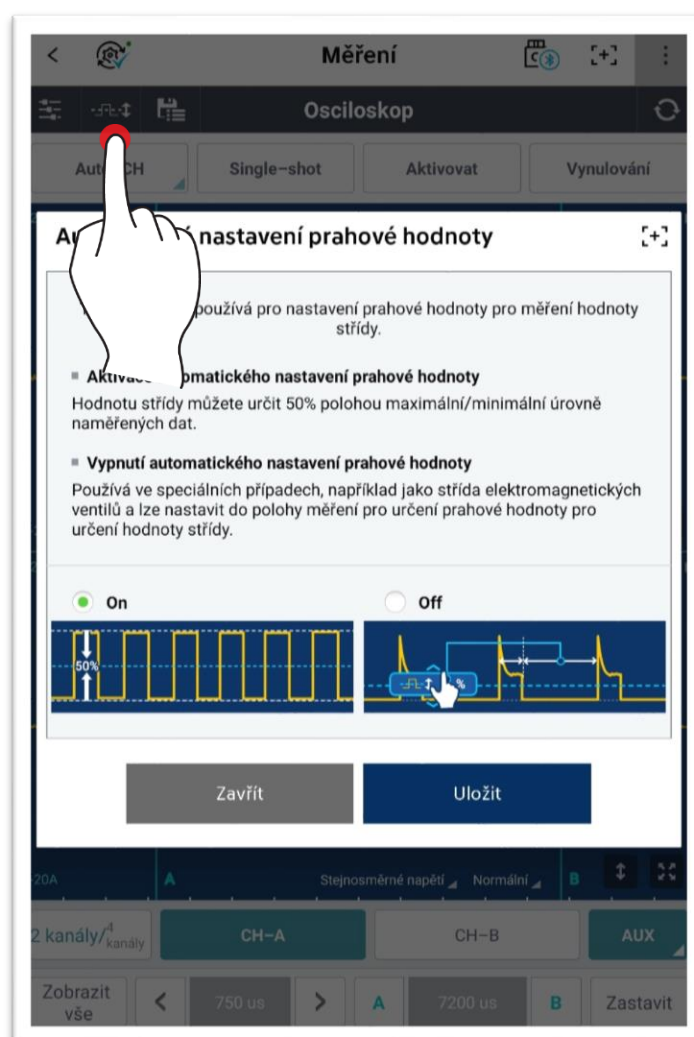 Měření
Osciloskop
Single-shot
Aktivovat
Vynulování
nastavení prahové hodnoty
používá pro nastavení prahové hodnoty pro měření hodnoty
střídy.
automatického nastavení prahové hodnoty
Hodnotu střídy můžete určit 50% polohou maximální/minimální úrovně
naměřených dat.
Vypnutí automatického nastavení prahové hodnoty
Používá ve speciálních případech, například jako střída elektromagnetických
ventilů a lze nastavit do polohy měření pro určení prahové hodnoty pro
určení hodnoty střídy.
On
Off
50%
%
Zavřít
Uložit
-20A
A
Stejnosměrné napětí
Normální
B
2 kanály/4 kanály
CH-A
CH-B
AUX
Zobrazit
vše
<
750 us
>
A
7200 us
B
Zastavit